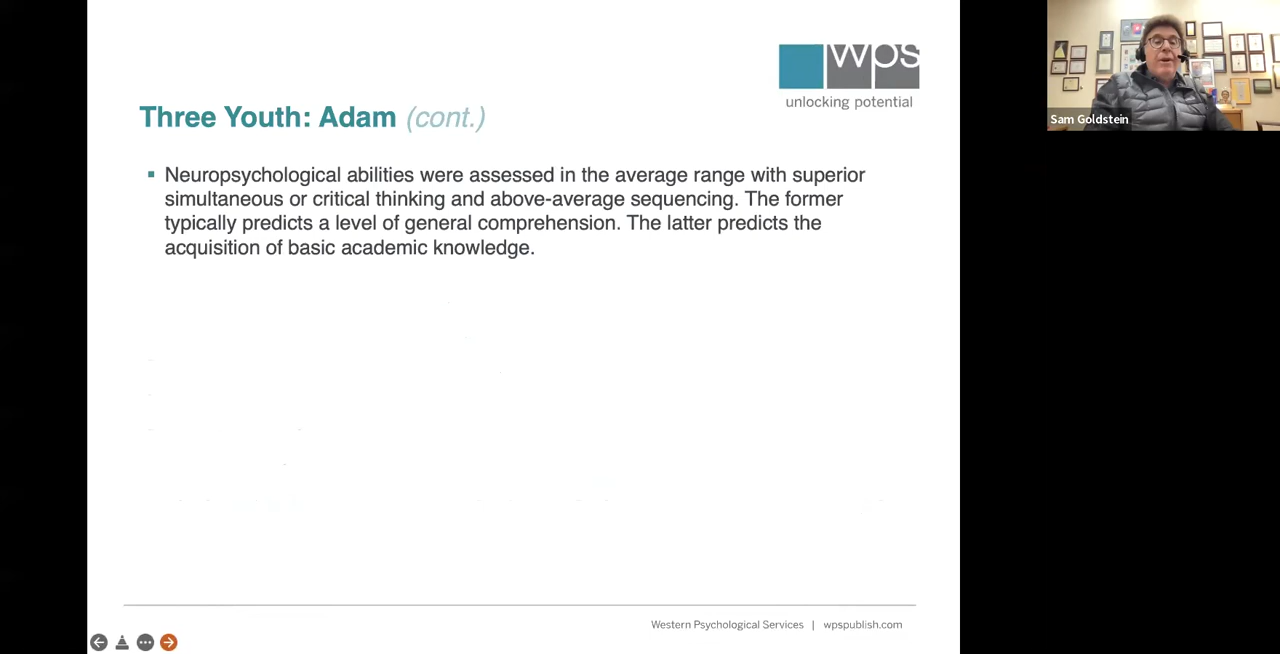 wps
unlocking potential
Sam Goldstein
Three Youth: Adam (cont.)
Neuropsychological abilities were assessed in the average range with superior
simultaneous or critical thinking and above-average sequencing. The former
typically predicts a level of general comprehension. The latter predicts the
acquisition of basic academic knowledge.
Western Psychological Services | wpspublish.com